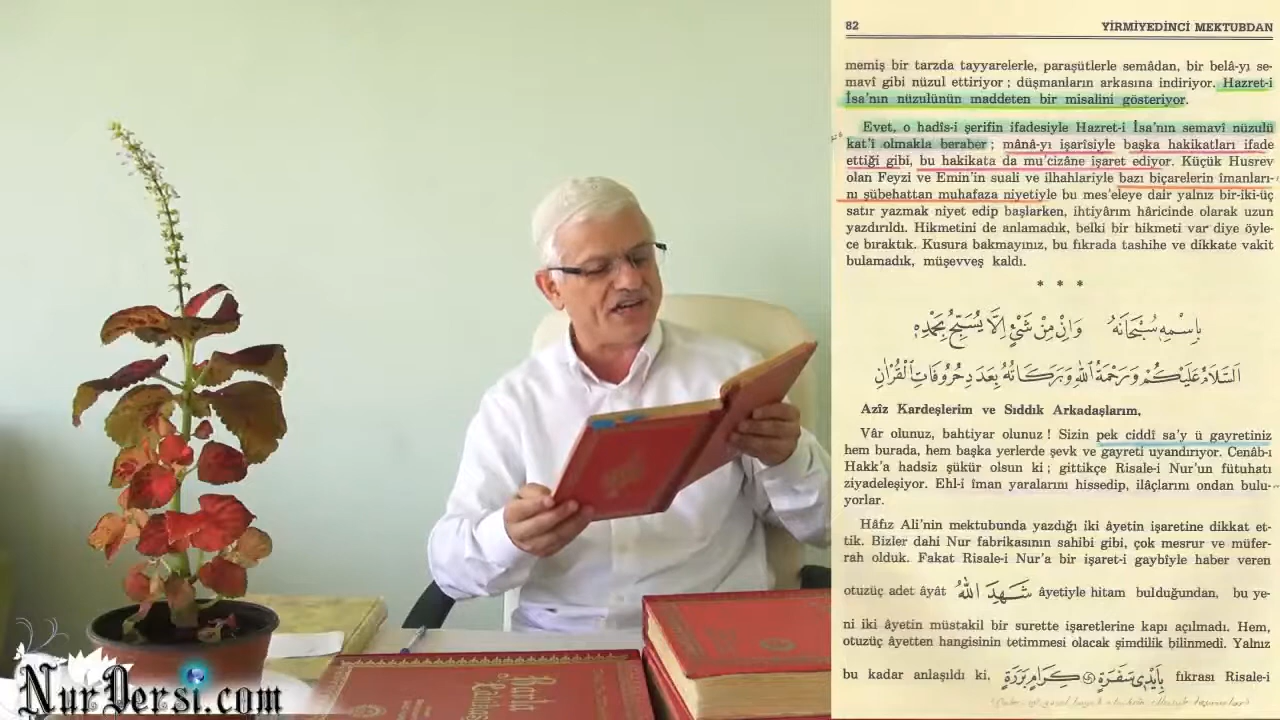 82
YİRMİYEDİNCİ MEKTUBDAN
memiş bir tarzda tayyarelerle, paraşütlerle semâdan, bir belâ-yı se-
mavî gibi nüzul ettiriyor ; düşmanların arkasına indiriyor. Hazret-i
İsa'nın nüzulünün maddeten bir misalini gösteriyor.
Evet, o hadîs-i şerifin ifadesiyle Hazret-i İsa'nın semavî nüzulü
kat'î olmakla beraber ; mânâ-yı işarîsiyle başka hakikatları ifade
ettiği gibi, bu hakikata da mu'cizâne işaret ediyor. Küçük Husrev
olan Feyzi ve Emin'in suali ve ilhahlariyle bazı biçarelerin îmanları-
nı şübehattan muhafaza niyetiyle bu mes'eleye dair yalnız bir-iki-üç
satır yazmak niyet edip başlarken, ihtiyârım hâricinde olarak uzun
yazdırıldı. Hikmetini de anlamadık, belki bir hikmeti var diye öyle-
ce bıraktık. Kusura bakmayınız, bu fıkrada tashihe ve dikkate vakit
bulamadık, müşevveş kaldı.
* * *
بِاسْمِهِ سُبْحَانَهُ وَاِنْ مِنْ شَيْءٍ اِلَّا يُسَبِّحُ بِحَمْدِهِ
اَلسَّلَامُ عَلَيْكُمْ وَرَحْمَةُ اللّٰهِ وَبَرَكَاتُهُ بِعَدَدِ حُرُوفَاتِ الْقُرْاٰنِ
Azîz Kardeşlerim ve Sıddık Arkadaşlarım,
Vâr olunuz, bahtiyar olunuz ! Sizin pek ciddî sa'y ü gayretiniz
hem burada, hem başka yerlerde şevk ve gayreti uyandırıyor. Cenâb-ı
Hakk'a hadsiz şükür olsun ki ; gittikçe Risale-i Nur'un fütuhatı
ziyadeleşiyor. Ehl-i îman yaralarını hissedip, ilâçlarını ondan bulu-
yorlar.
Hâfız Ali'nin mektubunda yazdığı iki âyetin işaretine dikkat et-
tik. Bizler dahi Nur fabrikasının sahibi gibi, çok mesrur ve müfer-
rah olduk. Fakat Risale-i Nur'a bir işaret-i gaybîyle haber veren
otuzüç adet âyât شَهِدَ اللّٰهُ âyetiyle hitam bulduğundan, bu ye-
ni iki âyetin müstakil bir surette işaretlerine kapı açılmadı. Hem,
otuzüç âyetten hangisinin tetimmesi olacak şimdilik bilinmedi. Yalnız
bu kadar anlaşıldı ki, بِاَيْدِى سَفَرَةٍ كِرَامٍ بَرَرَةٍ fıkrası Risale-i
NurDersi.com